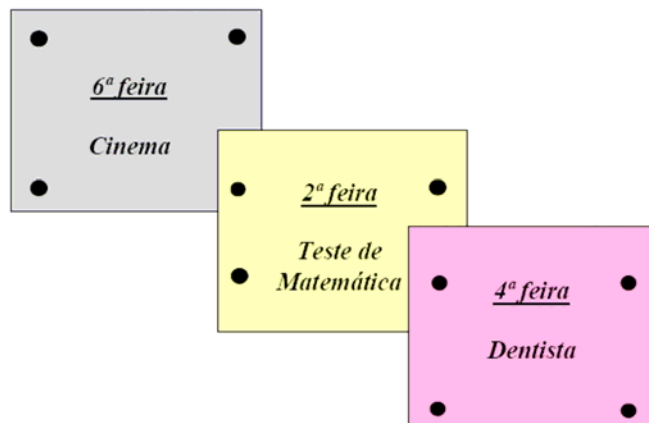 6ª feira
Cinema
2ª feira
Teste de
Matemática
4ª feira
Dentista